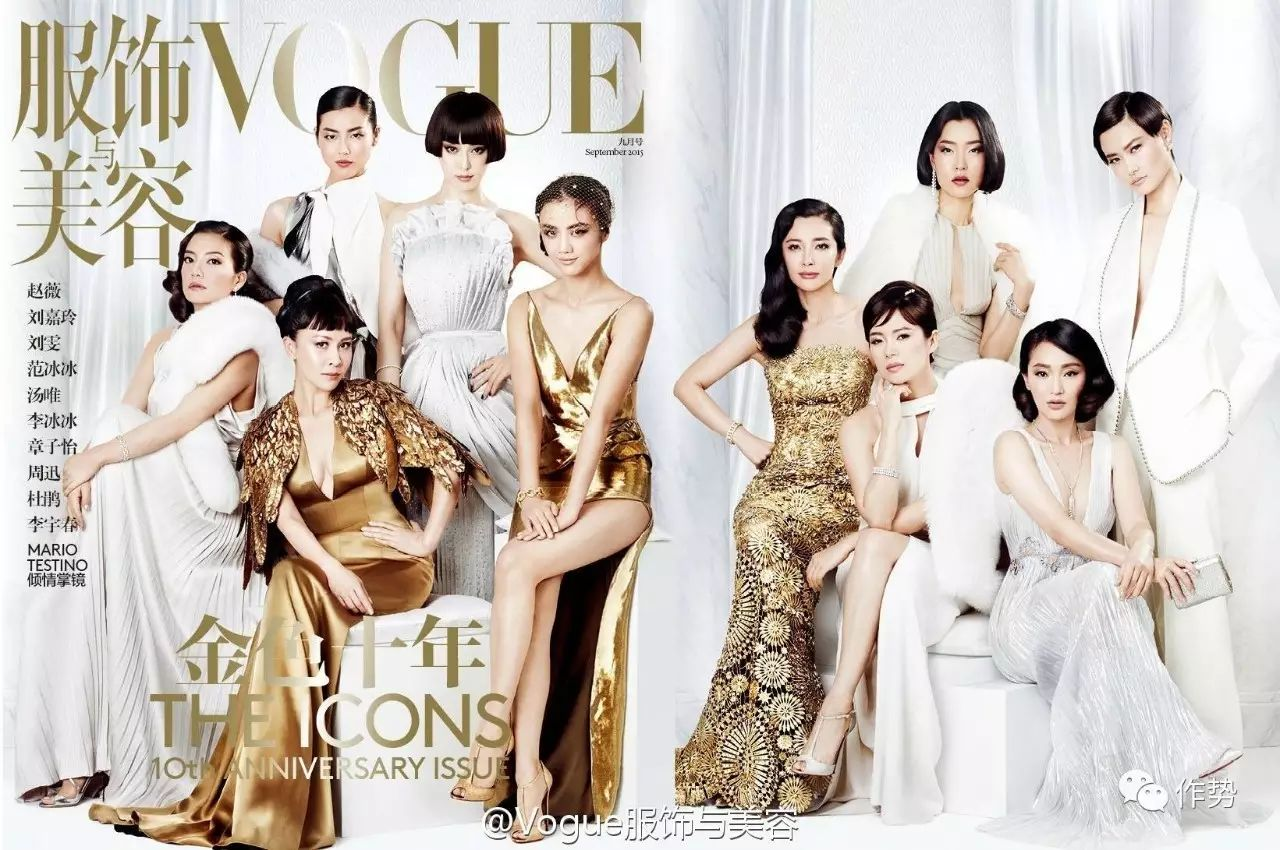 服饰VOGUE
与
美容
九月号
September 2015
赵薇
刘嘉玲
刘雯
范冰冰
汤唯
李冰冰
章子怡
周迅
杜鹃
李宇春
MARIO
TESTINO
倾情掌镜
金色十年
THE ICONS
10th ANNIVERSARY ISSUE
@Vogue服饰与美容
作势